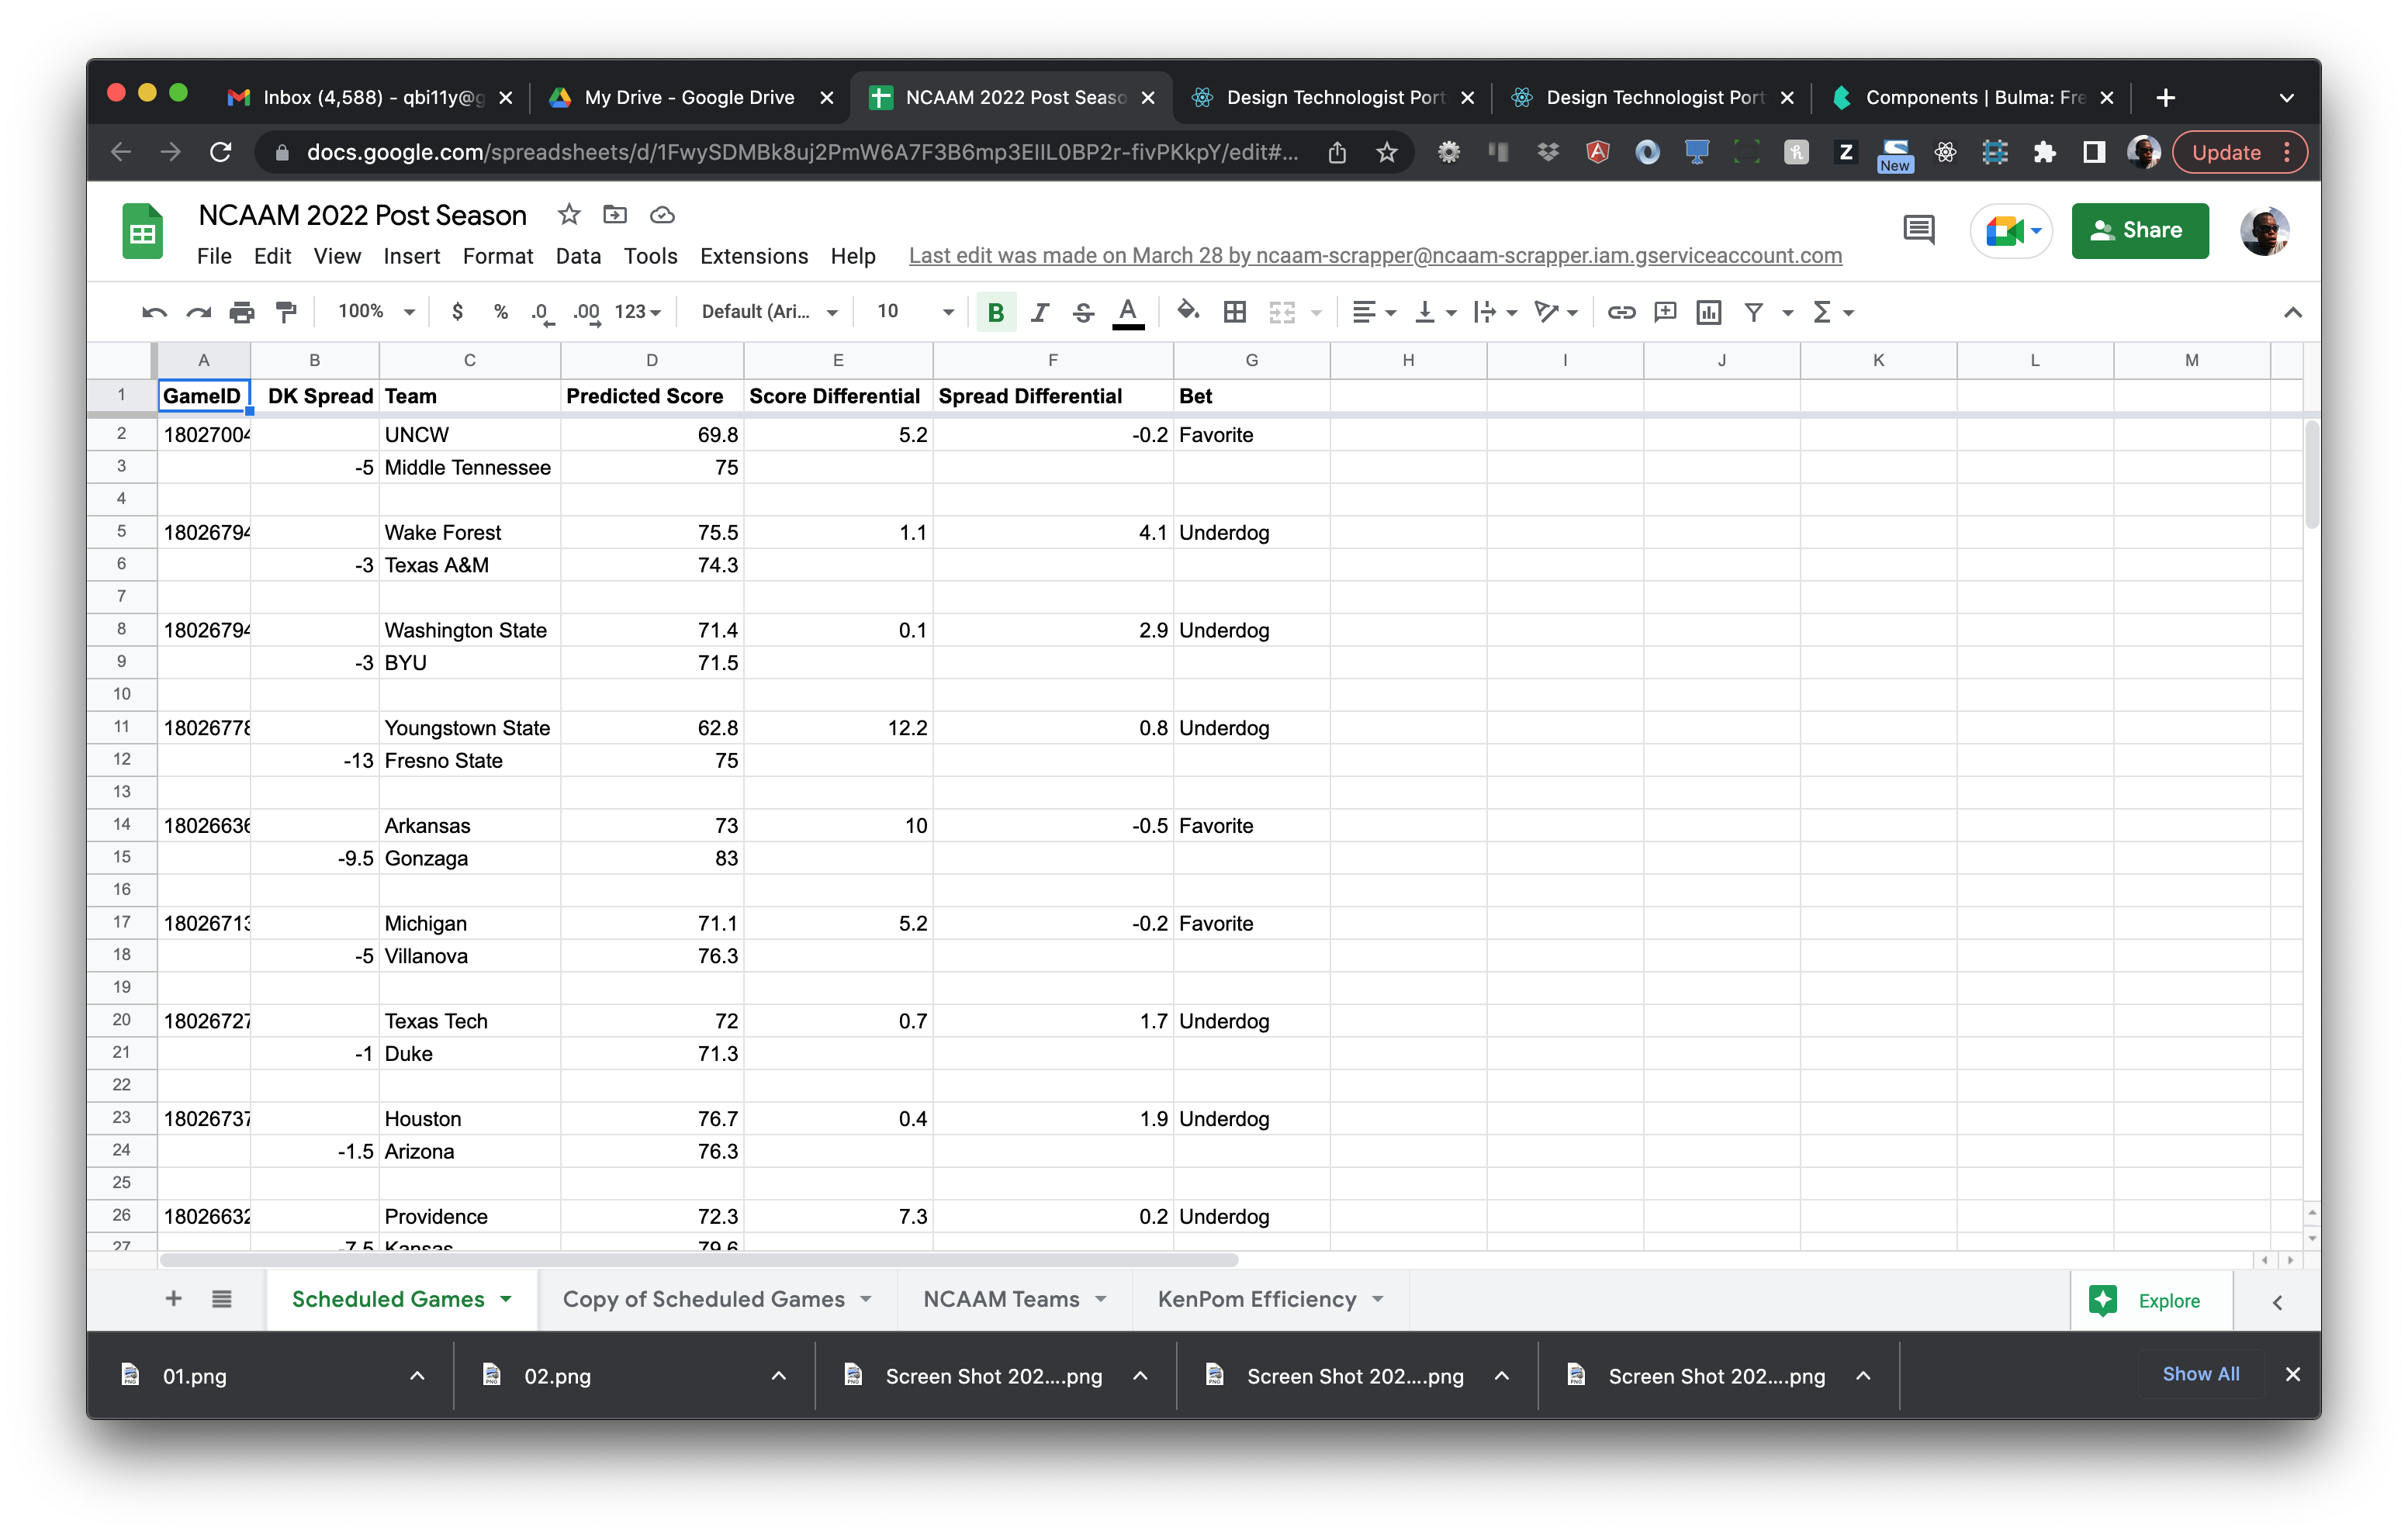 Inbox (4,588) - qbi11y@g
My Drive - Google Drive
NCAAM 2022 Post Seaso
Design Technologist Port
Design Technologist Port
Components | Bulma: Fre
docs.google.com/spreadsheets/d/1FwySDMBk8uj2PmW6A7F3B6mp3EIIL0BP2r-fivPKkpY/edit#...
New
Update
NCAAM 2022 Post Season
File Edit View Insert Format Data Tools Extensions Help
Last edit was made on March 28 by ncaam-scrapper@ncaam-scrapper.iam.gserviceaccount.com
Share
100% $ % .0 .00 123 Default (Ari... 10 B I S A
A B C D E F G H I J K L M
1 GameID DK Spread Team Predicted Score Score Differential Spread Differential Bet
2 18027004 UNCW 69.8 5.2 -0.2 Favorite
3 -5 Middle Tennessee 75
4
5 18026794 Wake Forest 75.5 1.1 4.1 Underdog
6 -3 Texas A&M 74.3
7
8 18026794 Washington State 71.4 0.1 2.9 Underdog
9 -3 BYU 71.5
10
11 18026778 Youngstown State 62.8 12.2 0.8 Underdog
12 -13 Fresno State 75
13
14 18026636 Arkansas 73 10 -0.5 Favorite
15 -9.5 Gonzaga 83
16
17 18026713 Michigan 71.1 5.2 -0.2 Favorite
18 -5 Villanova 76.3
19
20 18026727 Texas Tech 72 0.7 1.7 Underdog
21 -1 Duke 71.3
22
23 18026737 Houston 76.7 0.4 1.9 Underdog
24 -1.5 Arizona 76.3
25
26 18026632 Providence 72.3 7.3 0.2 Underdog
27 -7.5 Kansas 79.6
Scheduled Games Copy of Scheduled Games NCAAM Teams KenPom Efficiency Explore
01.png 02.png Screen Shot 202....png Screen Shot 202....png Screen Shot 202....png Show All